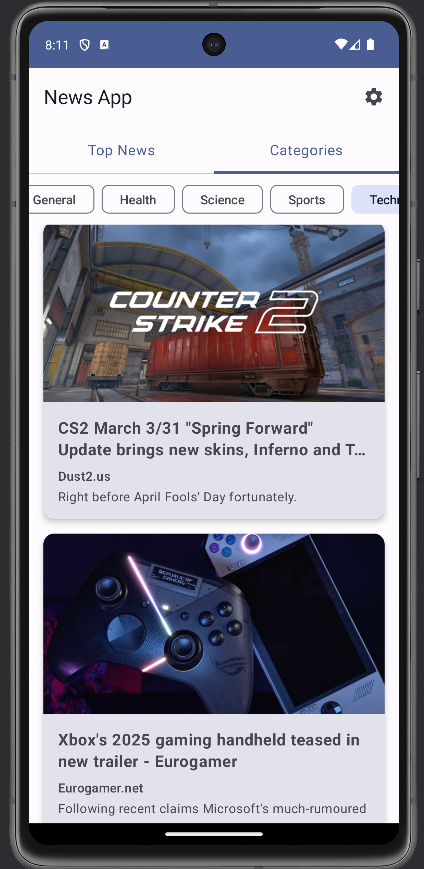 8:11
News App
Top News Categories
General Health Science Sports Techn
COUNTER
STRIKE 2
CS2 March 3/31 "Spring Forward"
Update brings new skins, Inferno and T...
Dust2.us
Right before April Fools' Day fortunately.
REPUBLIC OF
GAMERS
Xbox's 2025 gaming handheld teased in
new trailer - Eurogamer
Eurogamer.net
Following recent claims Microsoft's much-rumoured